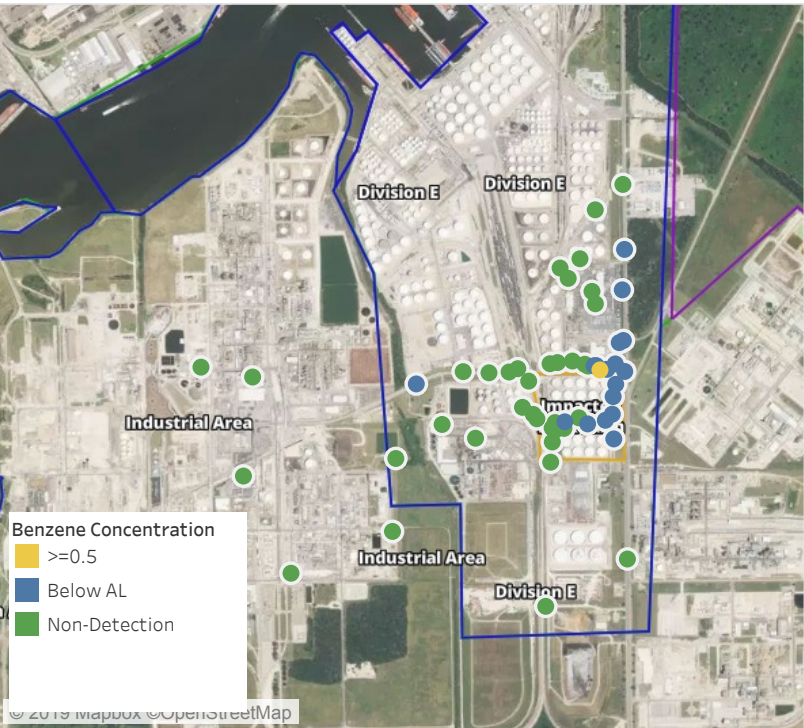 Division E
Division E
Industrial Area
Benzene Concentration
>=0.5
Below AL
Non-Detection
Industrial Area
Division E
© 2019 Mapbox ©OpenStreetMap